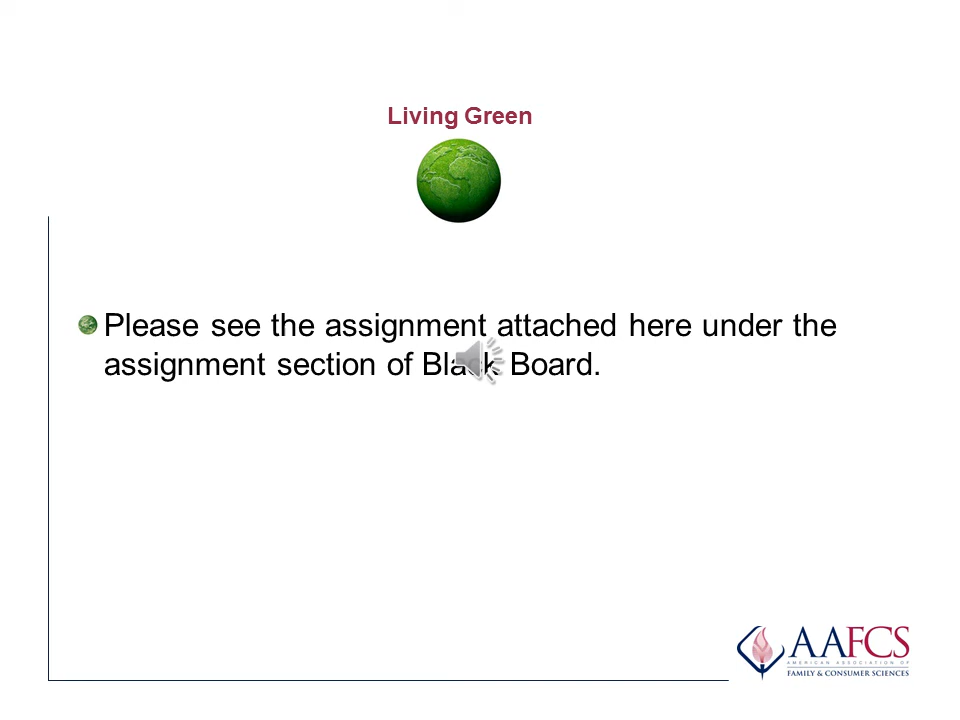 Living Green
Please see the assignment attached here under the
assignment section of Black Board.
AAFCS
AMERICAN ASSOCIATION OF
FAMILY & CONSUMER SCIENCES